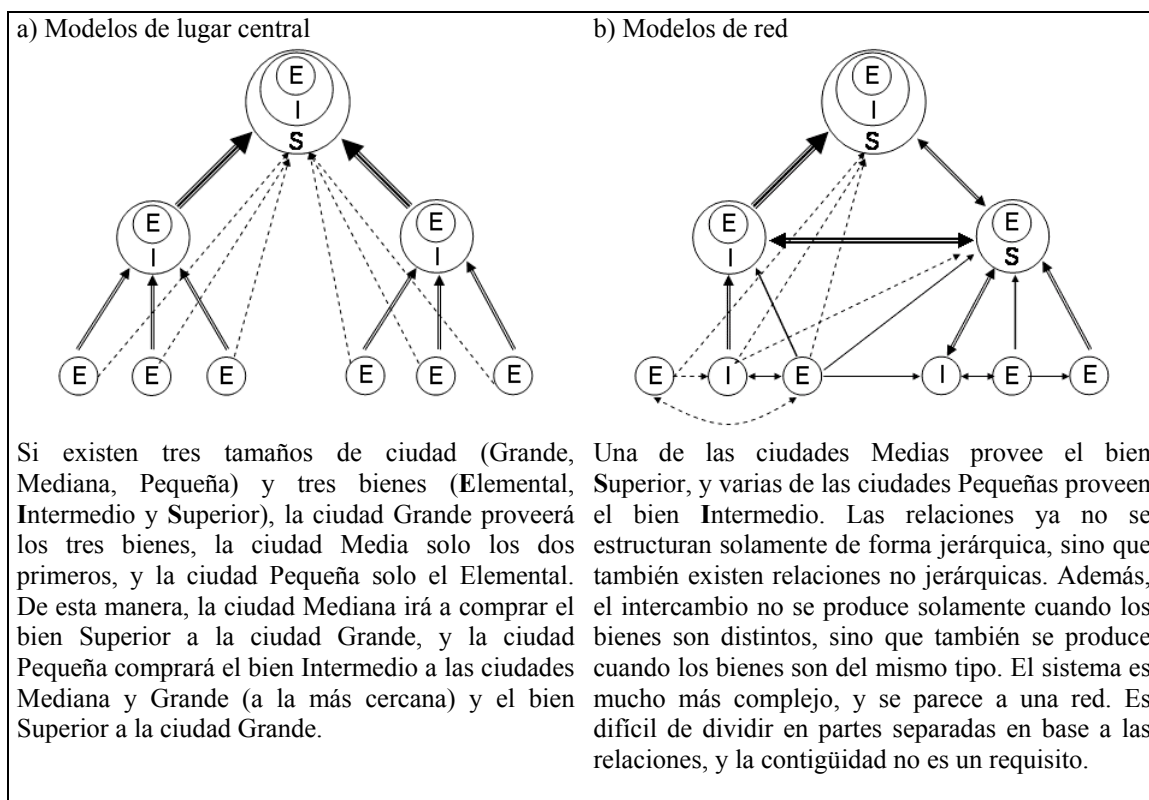 a) Modelos de lugar central
E
I
S
E
I
E
I
E
E
E
E
E
E
Si existen tres tamaños de ciudad (Grande,
Mediana, Pequeña) y tres bienes (Elemental,
Intermedio y Superior), la ciudad Grande proveerá
los tres bienes, la ciudad Media solo los dos
primeros, y la ciudad Pequeña solo el Elemental.
De esta manera, la ciudad Mediana irá a comprar el
bien Superior a la ciudad Grande, y la ciudad
Pequeña comprará el bien Intermedio a las ciudades
Mediana y Grande (a la más cercana) y el bien
Superior a la ciudad Grande.
b) Modelos de red
E
I
S
E
I
E
S
E
I
E
I
E
E
Una de las ciudades Medias provee el bien
Superior, y varias de las ciudades Pequeñas proveen
el bien Intermedio. Las relaciones ya no se
estructuran solamente de forma jerárquica, sino que
también existen relaciones no jerárquicas. Además,
el intercambio no se produce solamente cuando los
bienes son distintos, sino que también se produce
cuando los bienes son del mismo tipo. El sistema es
mucho más complejo, y se parece a una red. Es
difícil de dividir en partes separadas en base a las
relaciones, y la contigüidad no es un requisito.